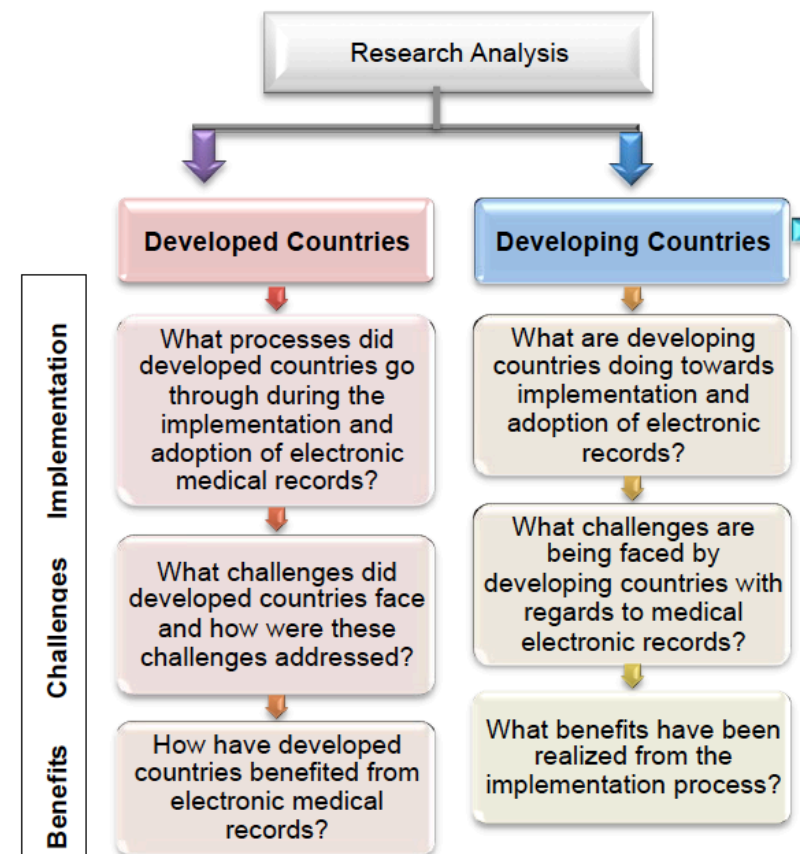 Research Analysis
Developed Countries
Developing Countries
Implementation
What processes did
developed countries go
through during the
implementation and
adoption of electronic
medical records?
What are developing
countries doing towards
implementation and
adoption of electronic
records?
Challenges
What challenges did
developed countries face
and how were these
challenges addressed?
What challenges are
being faced by
developing countries with
regards to medical
electronic records?
Benefits
How have developed
countries benefited from
electronic medical
records?
What benefits have been
realized from the
implementation process?